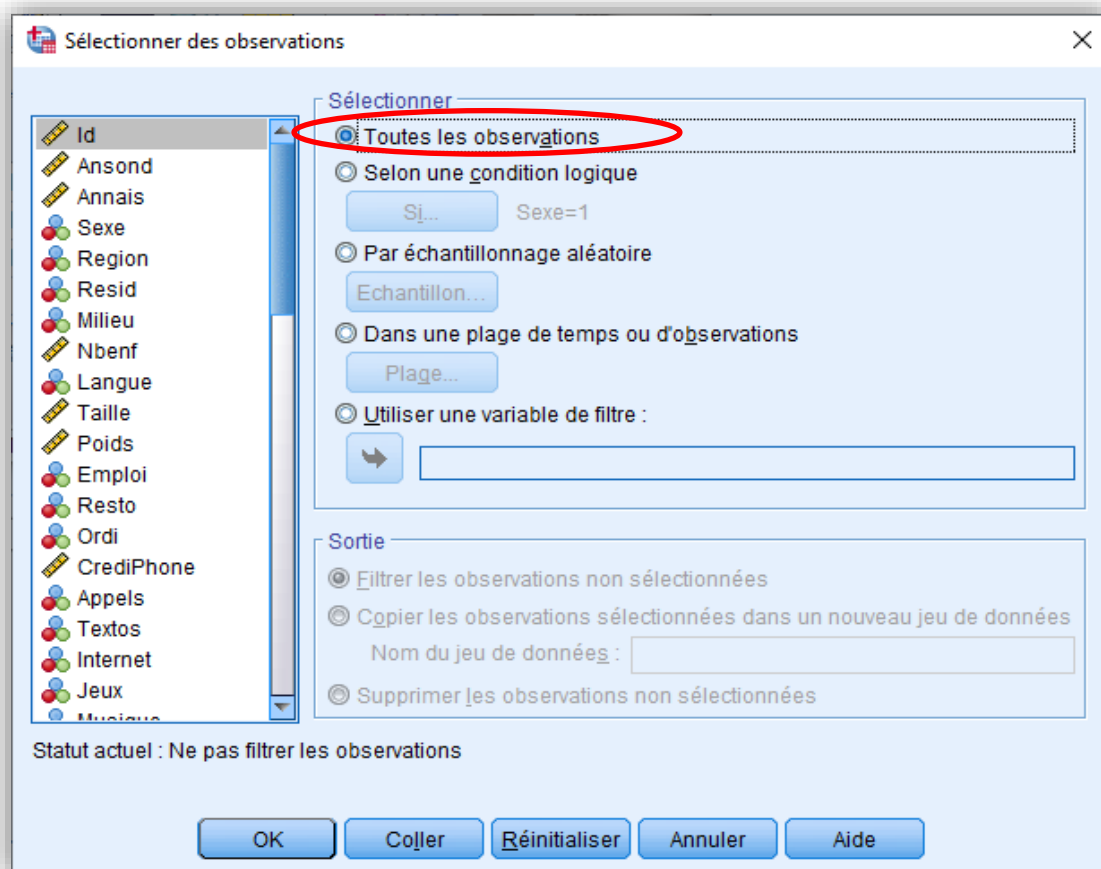 Sélectionner des observations
Id
Ansond
Annais
Sexe
Region
Resid
Milieu
Nbenf
Langue
Taille
Poids
Emploi
Resto
Ordi
CrediPhone
Appels
Textos
Internet
Jeux
Musique
Sélectionner
Toutes les observations
Selon une condition logique
Si... Sexe=1
Par échantillonnage aléatoire
Echantillon...
Dans une plage de temps ou d'observations
Plage...
Utiliser une variable de filtre :
Sortie
Filtrer les observations non sélectionnées
Copier les observations sélectionnées dans un nouveau jeu de données
Nom du jeu de données :
Supprimer les observations non sélectionnées
Statut actuel : Ne pas filtrer les observations
OK Coller Réinitialiser Annuler Aide